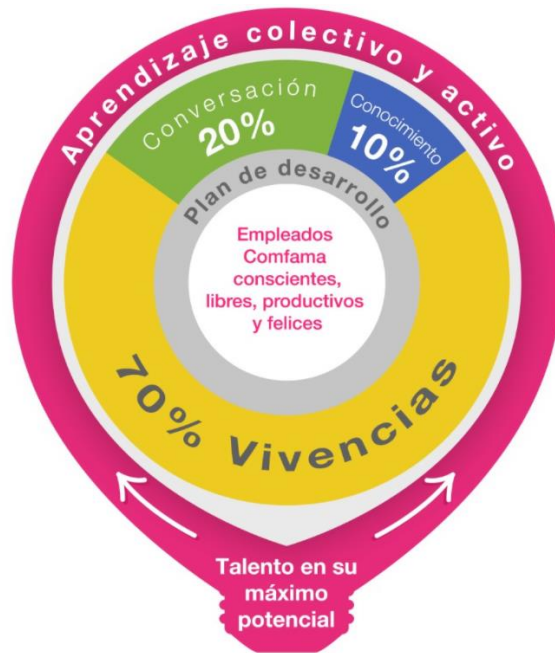 Aprendizaje colectivo y activo
Conversación
20%
Conocimiento
10%
Plan de desarrollo
Empleados
Comfama
conscientes,
libres, productivos
y felices
70% Vivencias
Talento en su
máximo
potencial